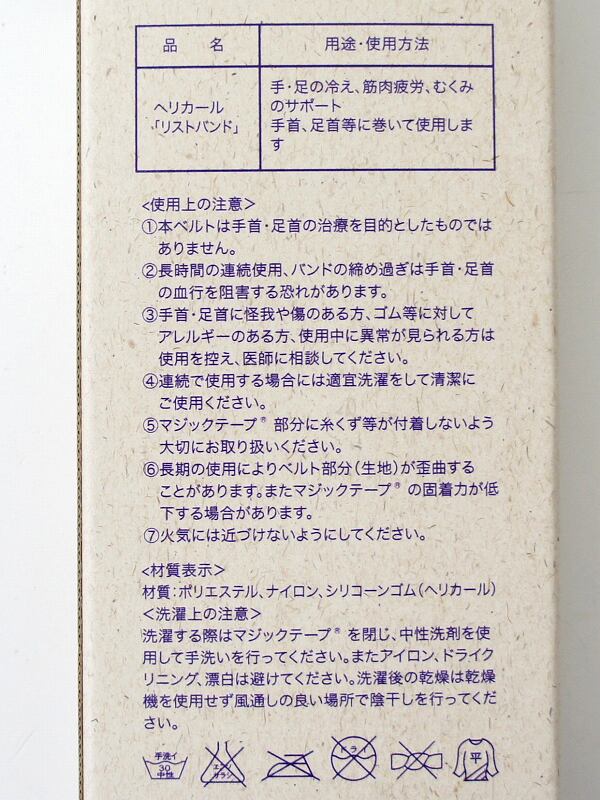 品　名
用途・使用方法
ヘリカール
「リストバンド」
手・足の冷え、筋肉疲労、むくみ
のサポート
手首、足首等に巻いて使用しま
す
<使用上の注意>
①本ベルトは手首・足首の治療を目的としたものでは
ありません。
②長時間の連続使用、バンドの締め過ぎは手首・足首
の血行を阻害する恐れがあります。
③手首・足首に怪我や傷のある方、ゴム等に対して
アレルギーのある方、使用中に異常が見られる方は
使用を控え、医師に相談してください。
④連続で使用する場合には適宜洗濯をして清潔に
ご使用ください。
⑤マジックテープ® 部分に糸くず等が付着しないよう
大切にお取り扱いください。
⑥長期の使用によりベルト部分(生地)が歪曲する
ことがあります。またマジックテープ® の固着力が低
下する場合があります。
⑦火気には近づけないようにしてください。
<材質表示>
材質:ポリエステル、ナイロン、シリコーンゴム(ヘリカール)
<洗濯上の注意>
洗濯する際はマジックテープ® を閉じ、中性洗剤を使
用して手洗いを行ってください。またアイロン、ドライク
リニング、漂白は避けてください。洗濯後の乾燥は乾燥
機を使用せず風通しの良い場所で陰干しを行ってくだ
さい。
手洗イ
30
中性
エンソ
サラシ
ドライ
平